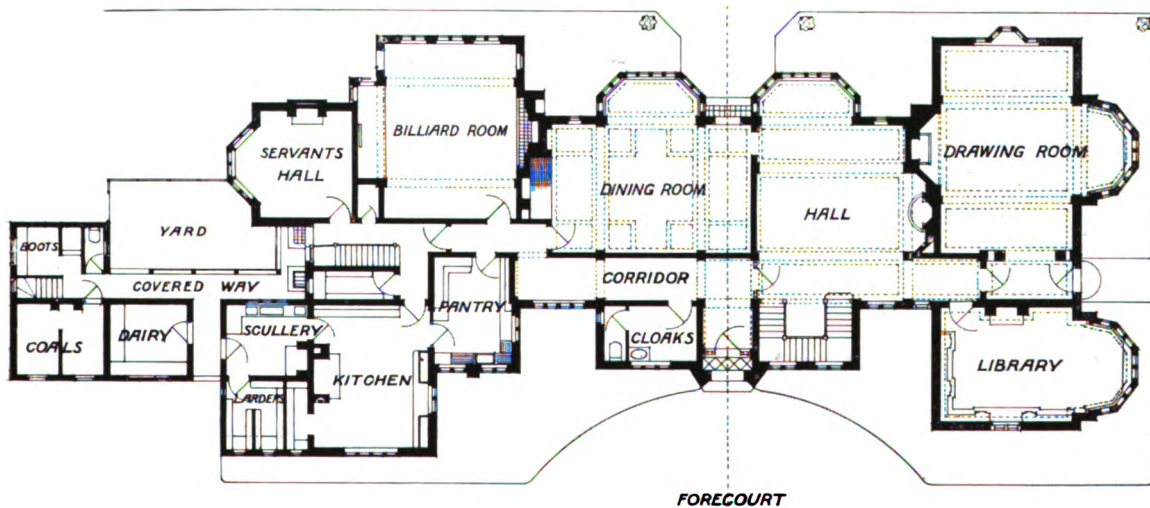 BILLIARD ROOM
SERVANTS
HALL
DRAWING ROOM
DINING ROOM
HALL
YARD
BOOTS
CORRIDOR
COVERED WAY
PANTRY
SCULLERY
CLOAKS
COALS
DAIRY
LIBRARY
KITCHEN
LARDERS
FORECOURT